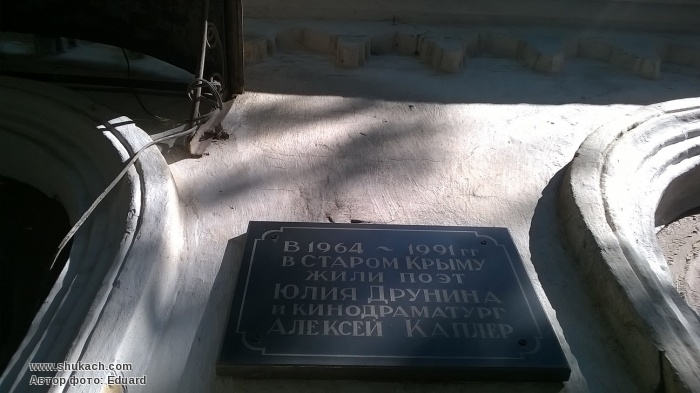 В 1964 ~ 1991 гг
в Старом Крыму
жили поэт
Юлия Друнина
и кинодраматург
Алексей Каплер
www.shukach.com
Автор фото: Eduard